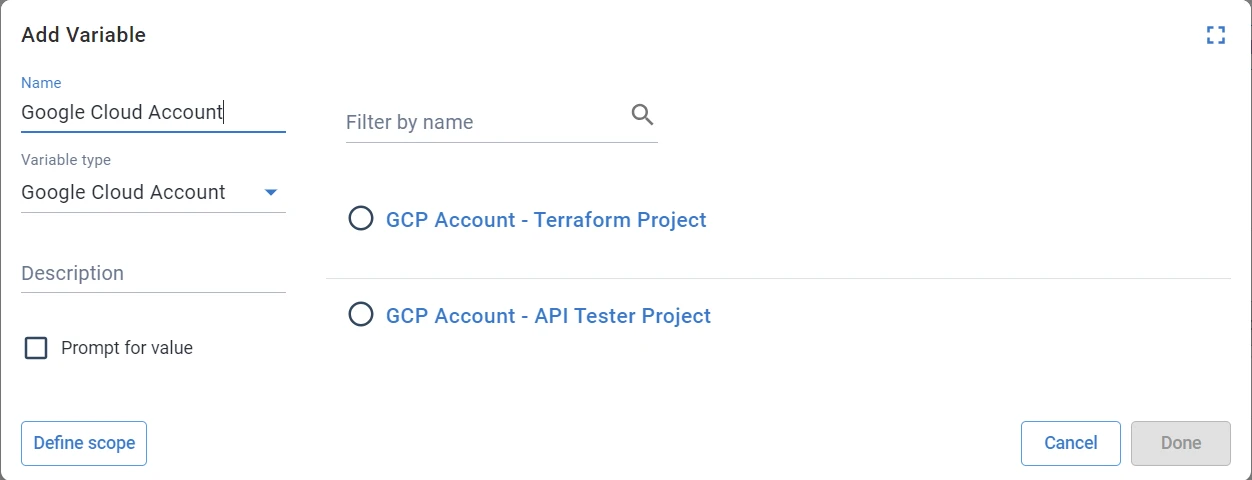 Add Variable
Name
Google Cloud Account
Variable type
Google Cloud Account
Description
Prompt for value
Filter by name
GCP Account - Terraform Project
GCP Account - API Tester Project
Define scope
Cancel
Done